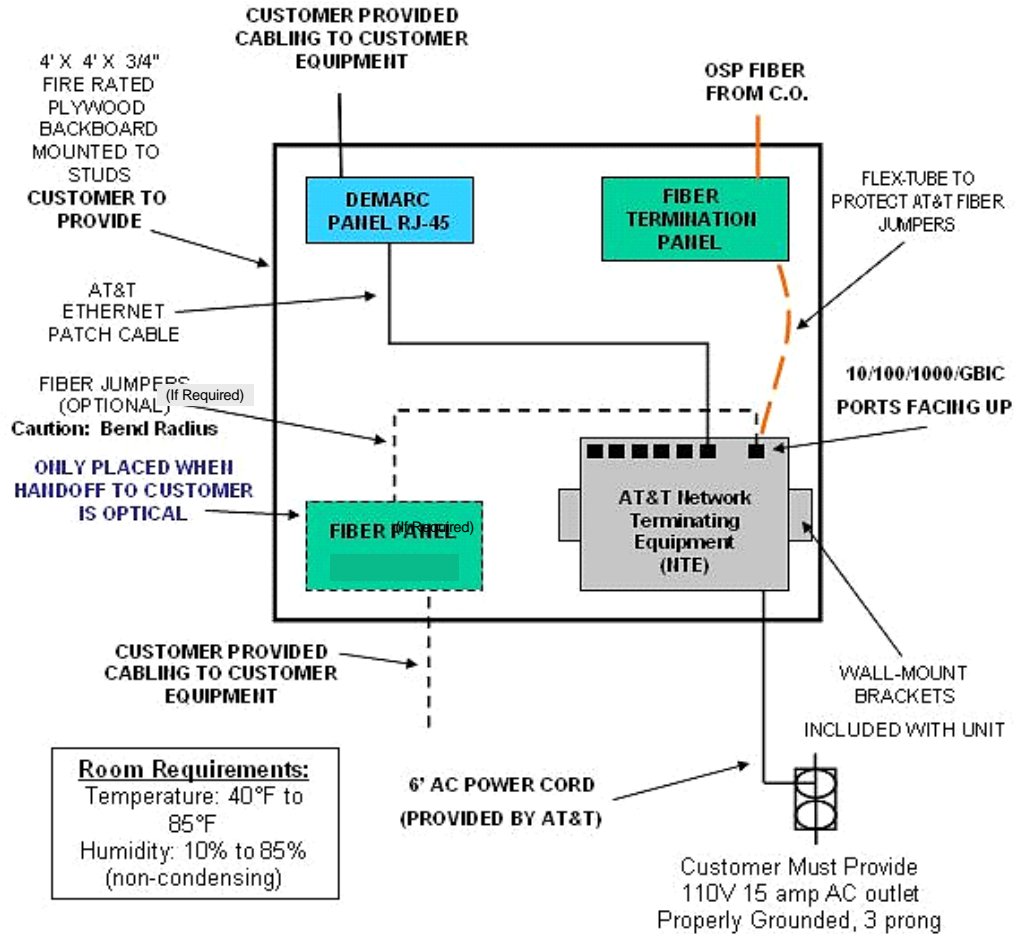 CUSTOMER PROVIDED
CABLING TO CUSTOMER
EQUIPMENT
4' X 4' X 3/4"
FIRE RATED
PLYWOOD
BACKBOARD
MOUNTED TO
STUDS
CUSTOMER TO
PROVIDE
OSP FIBER
FROM C.O.
DEMARC
PANEL RJ-45
FIBER
TERMINATION
PANEL
FLEX-TUBE TO
PROTECT AT&T FIBER
JUMPERS
AT&T
ETHERNET
PATCH CABLE
10/100/1000/GBIC
PORTS FACING UP
FIBER JUMPERS
(If Required)
(OPTIONAL)
Caution: Bend Radius
ONLY PLACED WHEN
HANDOFF TO CUSTOMER
IS OPTICAL
FIBER PANEL
(If Required)
AT&T Network
Terminating
Equipment
(NTE)
CUSTOMER PROVIDED
CABLING TO CUSTOMER
EQUIPMENT
WALL-MOUNT
BRACKETS
INCLUDED WITH UNIT
Room Requirements:
Temperature: 40°F to
85°F
Humidity: 10% to 85%
(non-condensing)
6' AC POWER CORD
(PROVIDED BY AT&T)
Customer Must Provide
110V 15 amp AC outlet
Properly Grounded, 3 prong